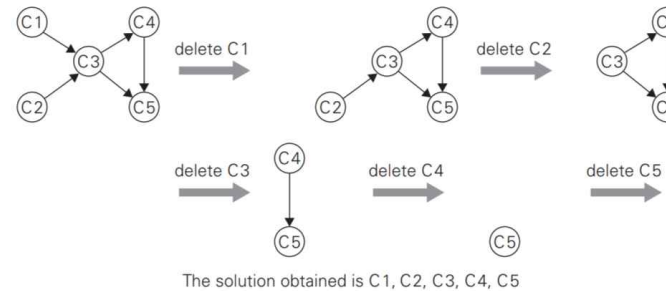 C1 C4 C4 C
delete C1 delete C2
C3 C3 C3
C2 C5 C2 C5 C
delete C3 C4 delete C4 delete C5
C5 C5
The solution obtained is C1, C2, C3, C4, C5